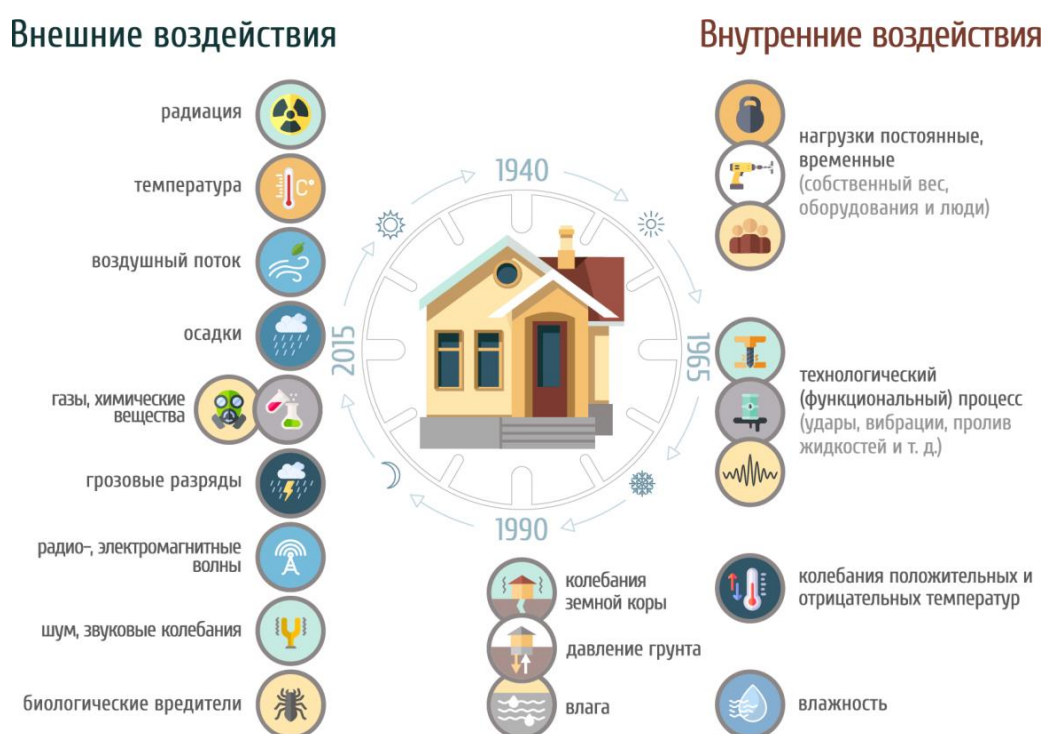 Внешние воздействия
радиация
температура
воздушный поток
осадки
газы, химические
вещества
грозовые разряды
радио-, электромагнитные
волны
шум, звуковые колебания
биологические вредители
1940
1965
1990
2015
C°
колебания
земной коры
давление грунта
влага
Внутренние воздействия
нагрузки постоянные,
временные
(собственный вес,
оборудования и люди)
технологический
(функциональный) процесс
(удары, вибрации, пролив
жидкостей и т. д.)
колебания положительных и
отрицательных температур
влажность